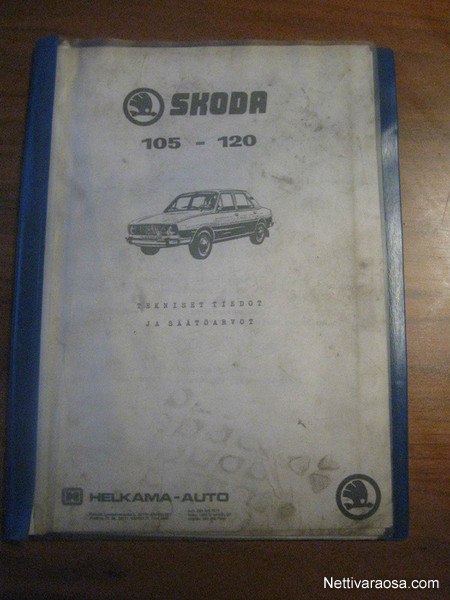 SKODA
105 - 120
TEKNISET TIEDOT
JA SÄÄTÖARVOT
HELKAMA-AUTO
Nettivaraosa.com